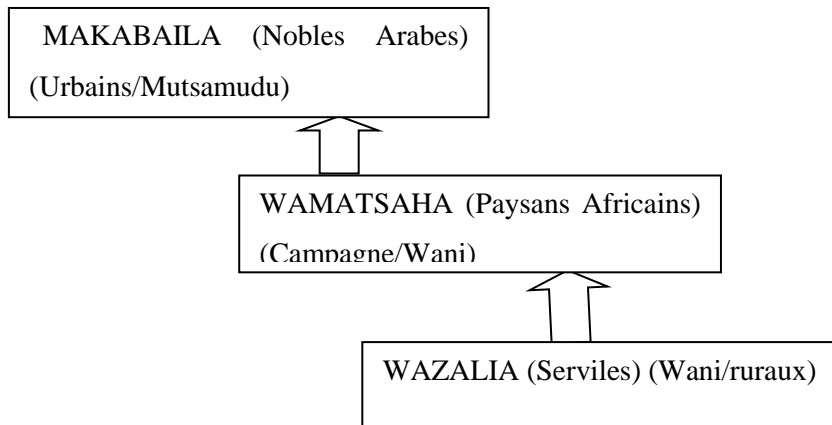 MAKABAILA (Nobles Arabes)
(Urbains/Mutsamudu)
WAMATSAHA (Paysans Africains)
(Campagne/Wani)
WAZALIA (Serviles) (Wani/ruraux)